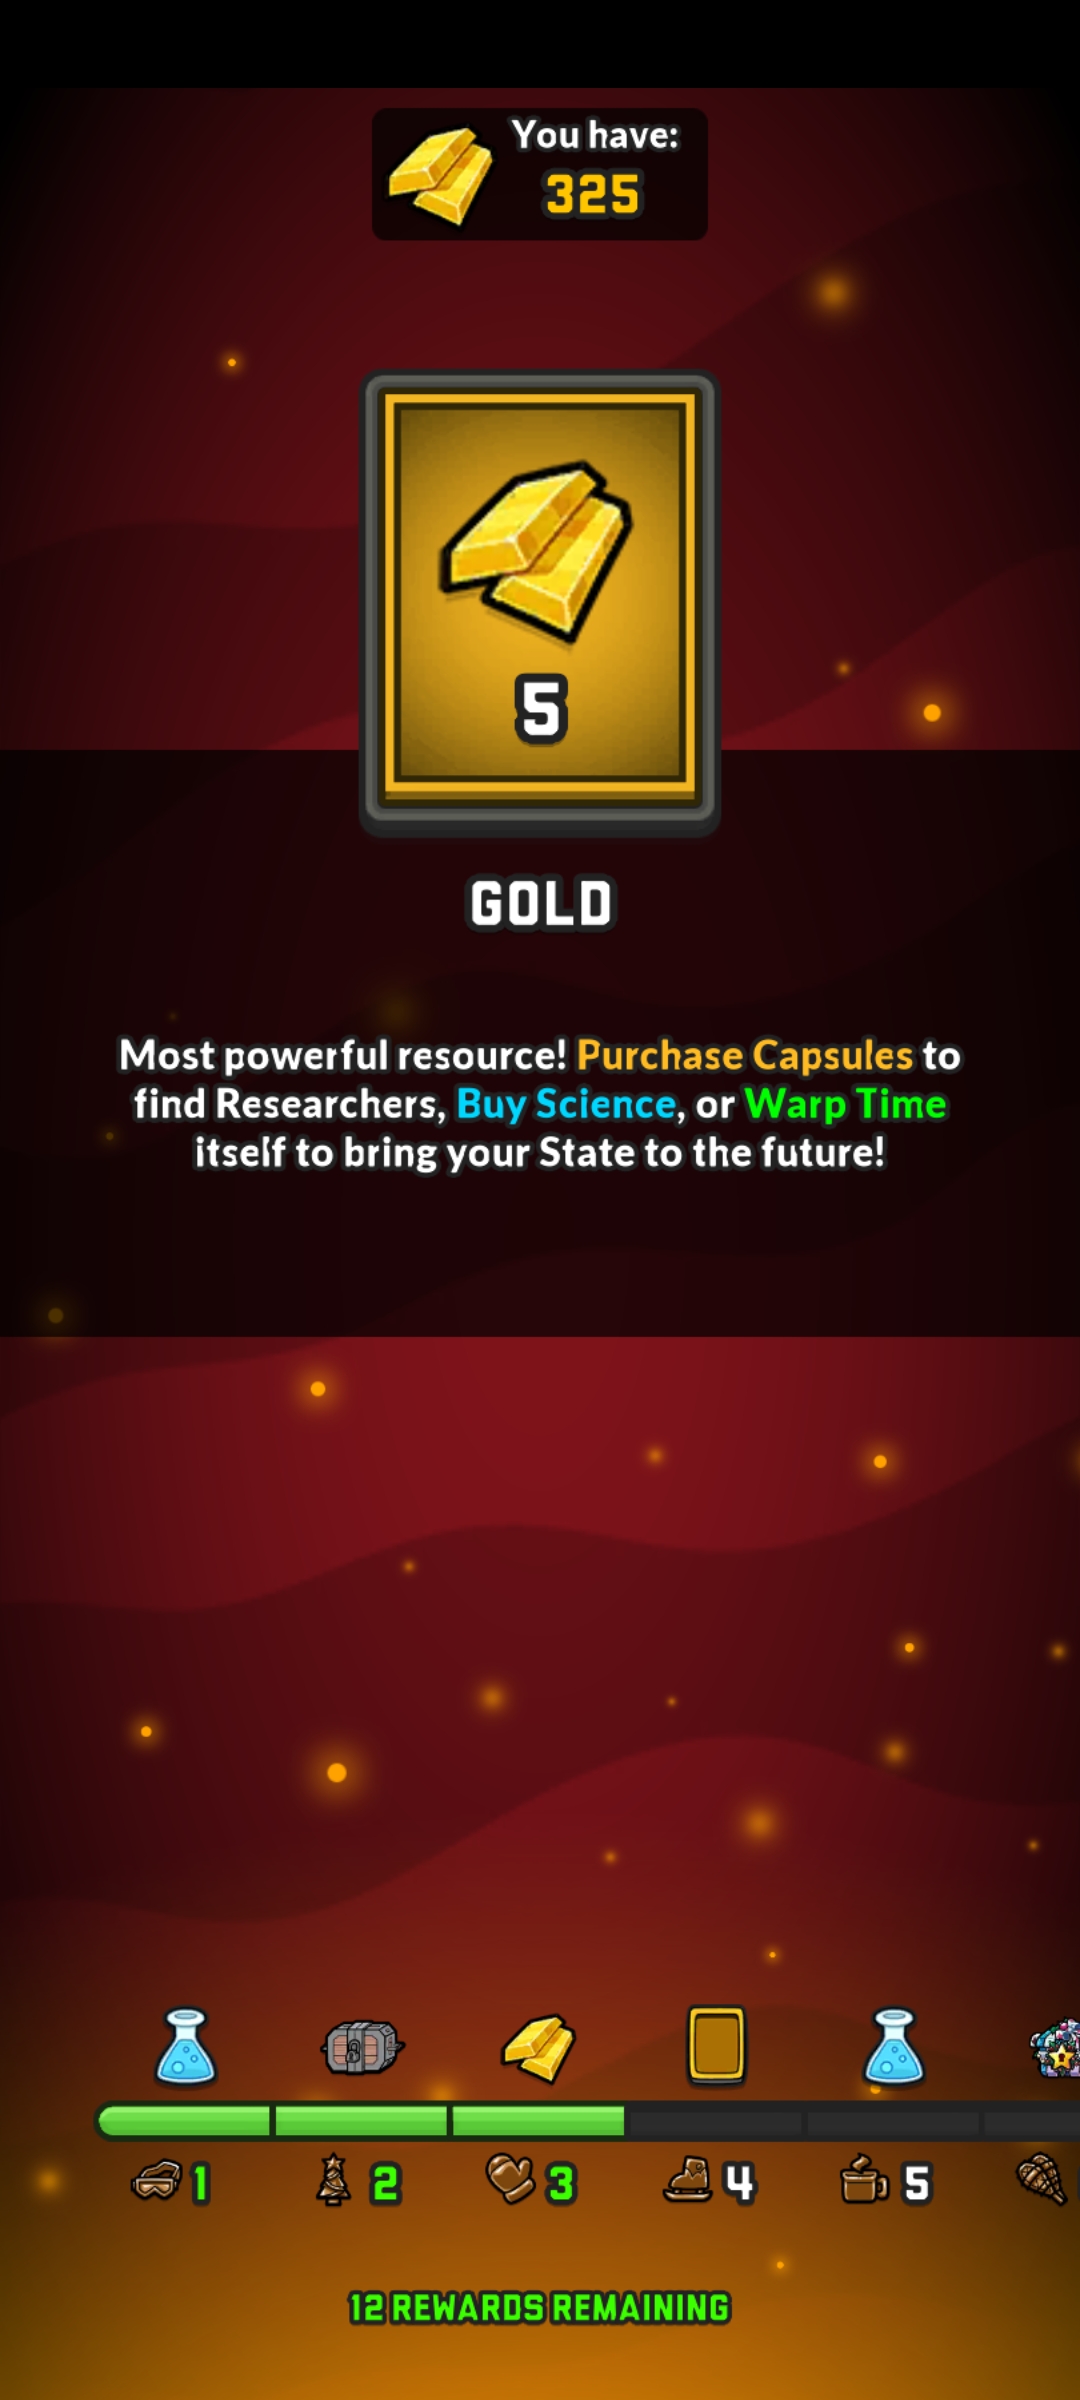 You have:
325
5
GOLD
Most powerful resource! Purchase Capsules to
find Researchers, Buy Science, or Warp Time
itself to bring your State to the future!
1 2 3 4 5
12 REWARDS REMAINING